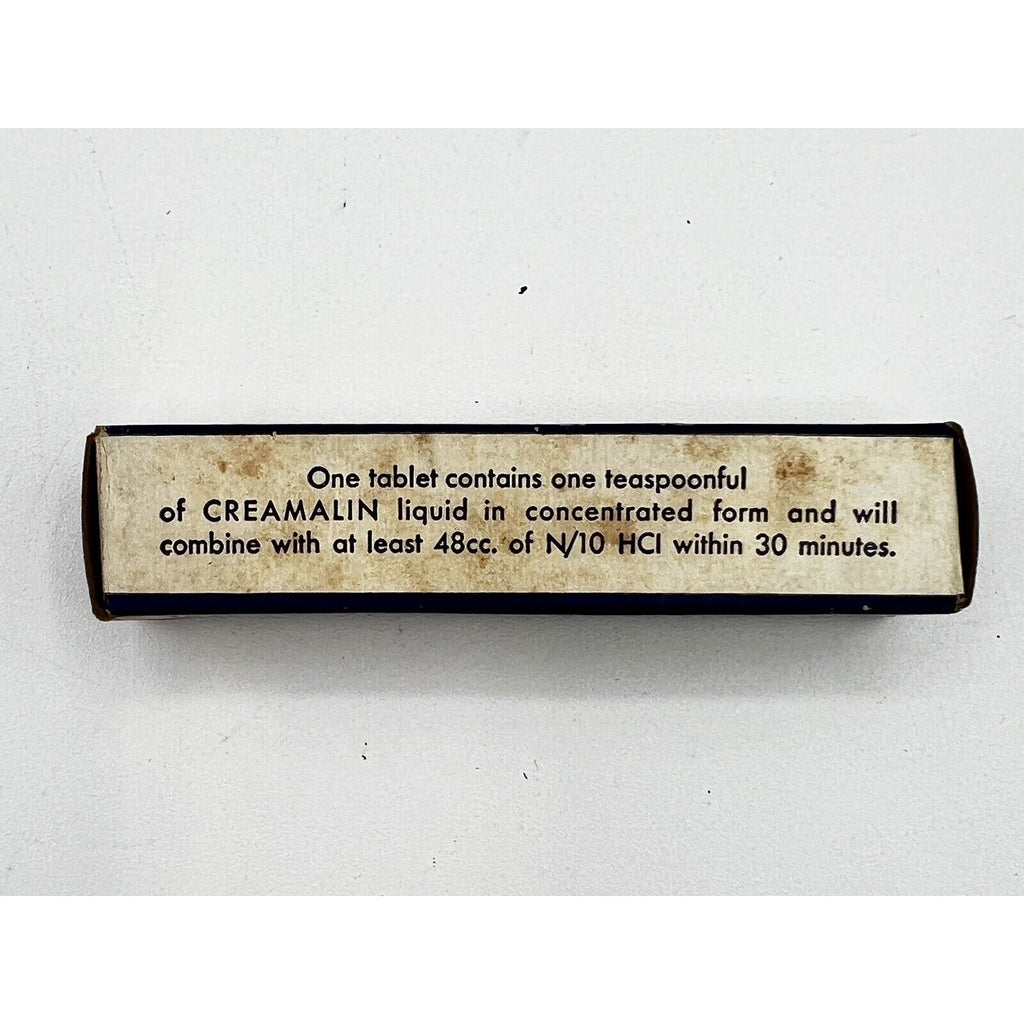 One tablet contains one teaspoonful
of CREAMALIN liquid in concentrated form and will
combine with at least 48cc. of N/10 HCl within 30 minutes.